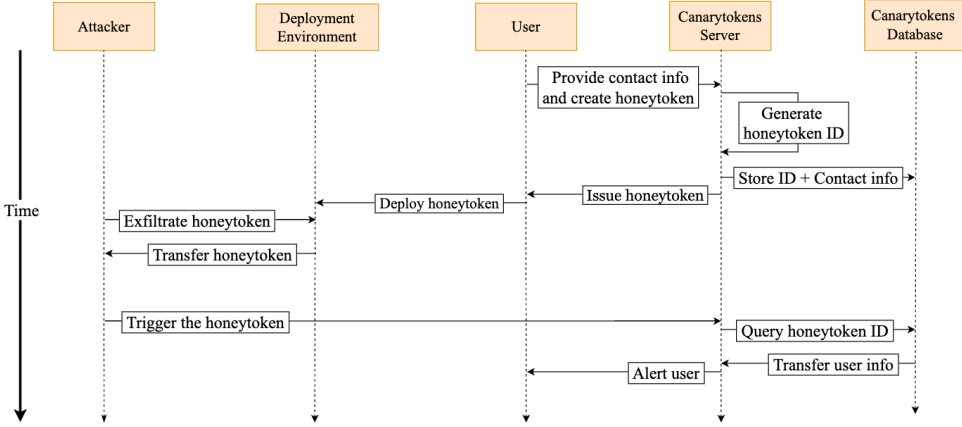 Attacker
Deployment
Environment
User
Canarytokens
Server
Canarytokens
Database
Provide contact info
and create honeytoken
Generate
honeytoken ID
Store ID + Contact info
Issue honeytoken
Deploy honeytoken
Time
Exfiltrate honeytoken
Transfer honeytoken
Trigger the honeytoken
Query honeytoken ID
Transfer user info
Alert user